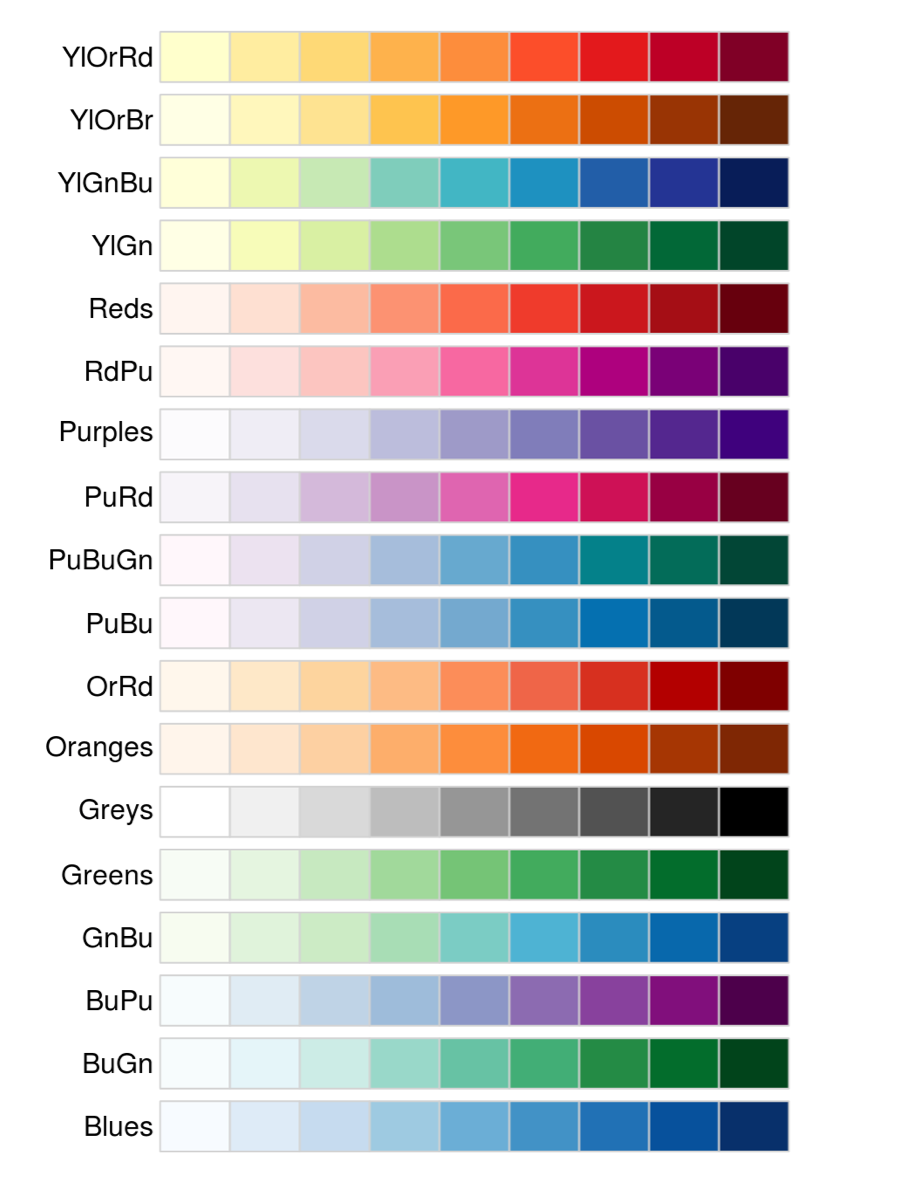 YlOrRd
YlOrBr
YlGnBu
YlGn
Reds
RdPu
Purples
PuRd
PuBuGn
PuBu
OrRd
Oranges
Greys
Greens
GnBu
BuPu
BuGn
Blues